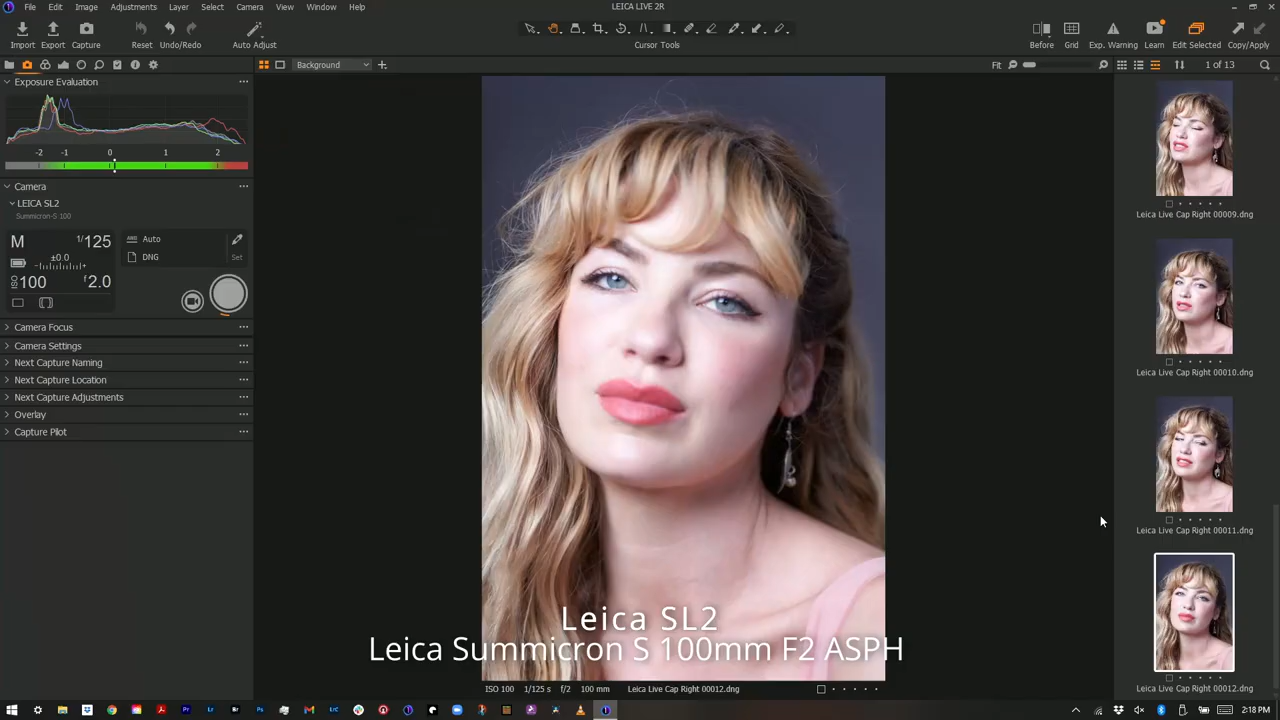 LEICA LIVE 2R
File Edit Image Adjustments Layer Select Camera View Window Help
Import Export Capture Reset Undo/Redo Auto Adjust Cursor Tools Before Grid Exp. Warning Learn Edit Selected Copy/Apply
Background Fit 1 of 13
Exposure Evaluation
-2 -1 0 1 2
Camera
LEICA SL2
Summicron-S 100
M 1/125
±0.0
ISO 100 f 2.0
Auto
DNG
Set
Camera Focus
Camera Settings
Next Capture Naming
Next Capture Location
Next Capture Adjustments
Overlay
Capture Pilot
Leica SL2
Leica Summicron S 100mm F2 ASPH
ISO 100 1/125 s f/2 100 mm Leica Live Cap Right 00012.dng
Leica Live Cap Right 00009.dng
Leica Live Cap Right 00010.dng
Leica Live Cap Right 00011.dng
Leica Live Cap Right 00012.dng
2:18 PM